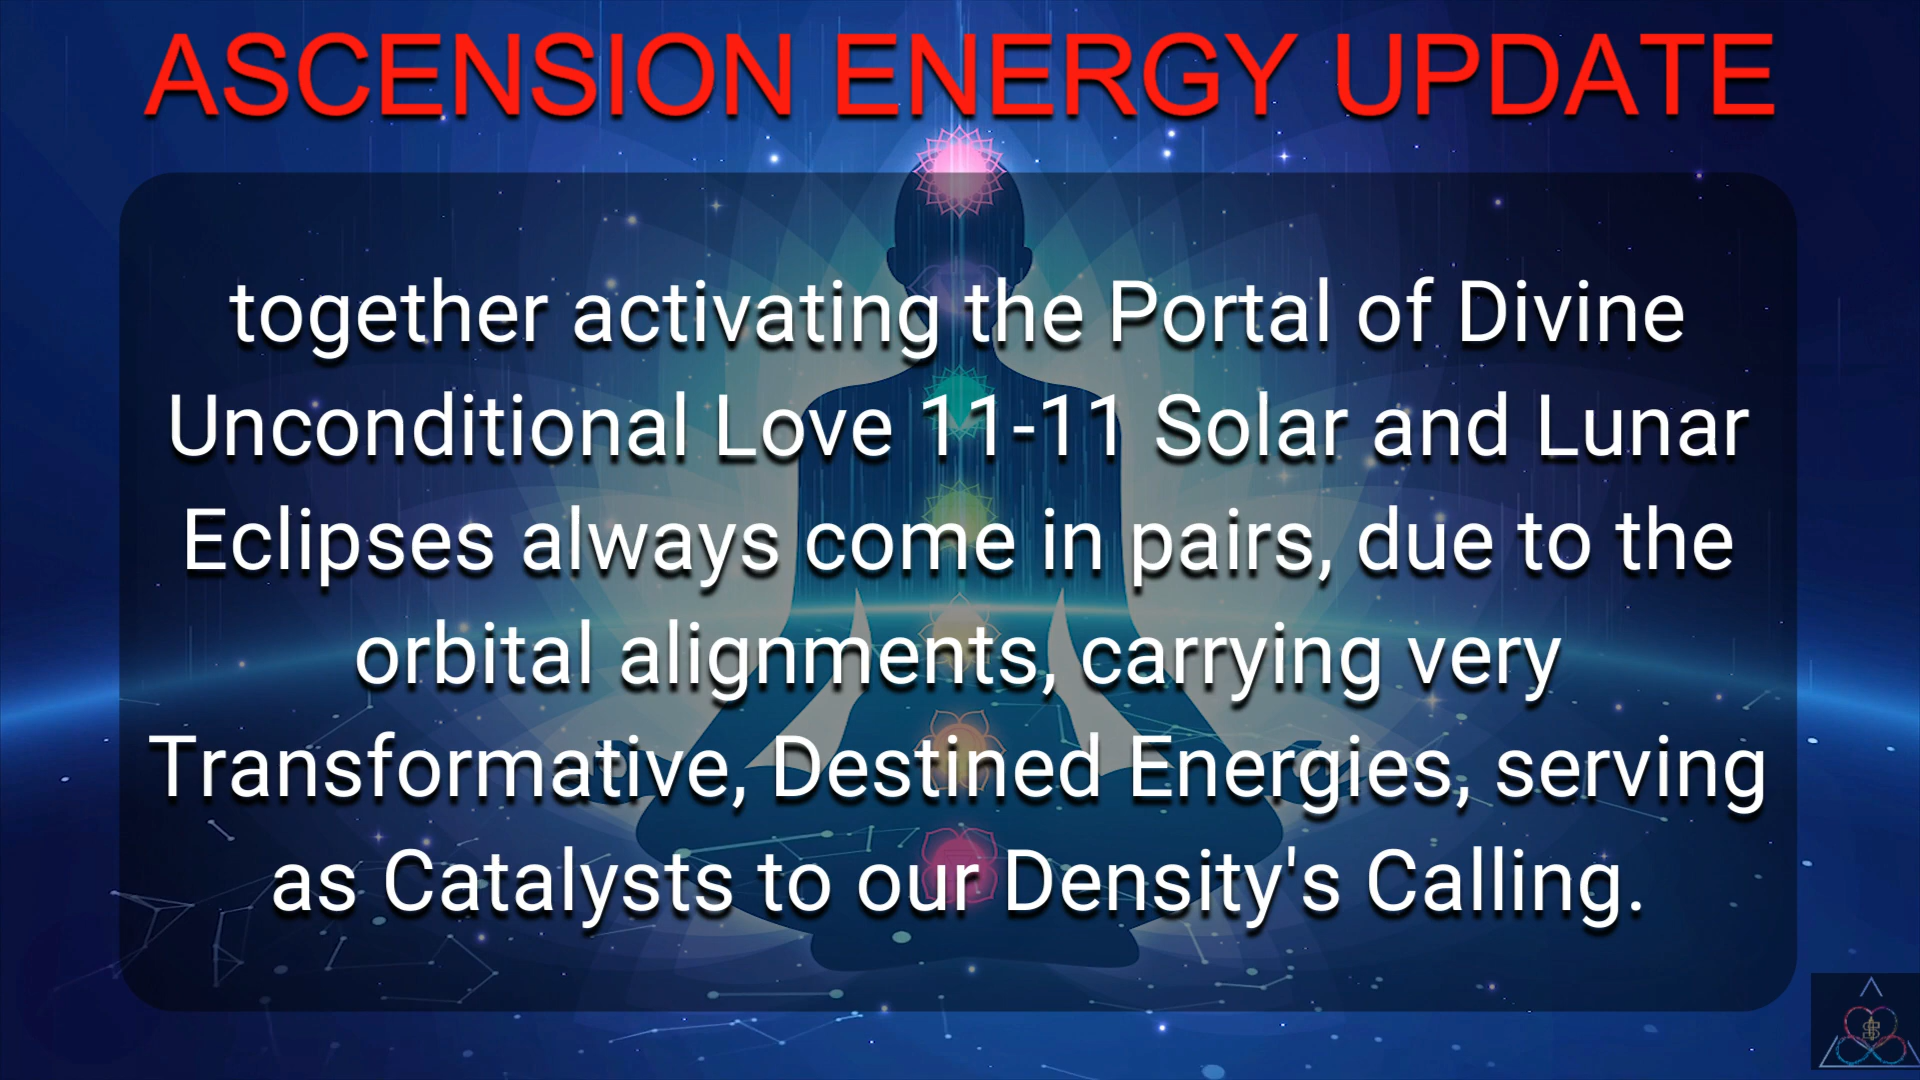 ASCENSION ENERGY UPDATE
together activating the Portal of Divine
Unconditional Love 11-11 Solar and Lunar
Eclipses always come in pairs, due to the
orbital alignments, carrying very
Transformative, Destined Energies, serving
as Catalysts to our Density's Calling.